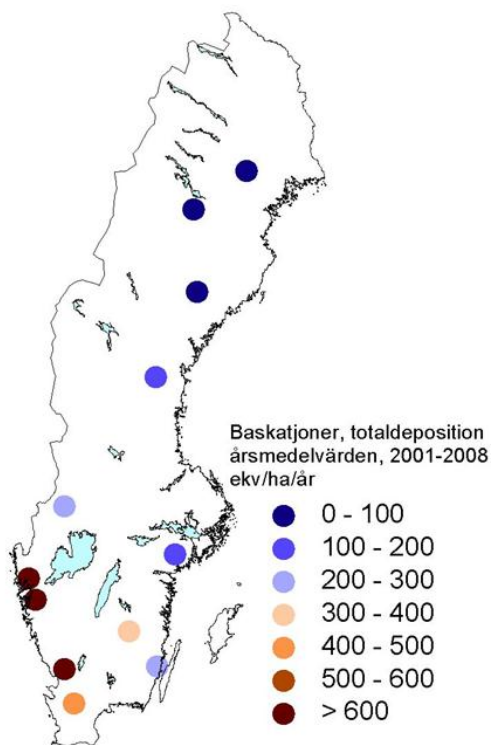 Baskatjoner, totaldeposition
årsmedelvärden, 2001-2008
ekv/ha/år
0 - 100
100 - 200
200 - 300
300 - 400
400 - 500
500 - 600
> 600